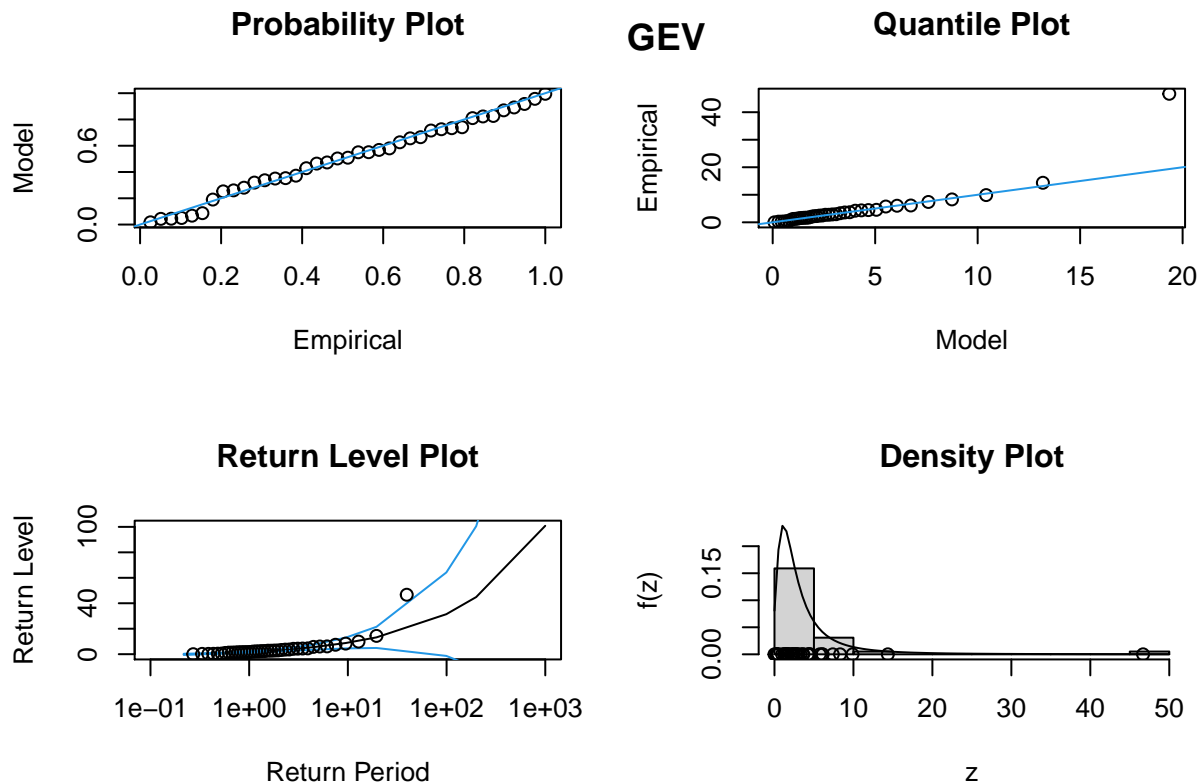 GEV
Probability Plot
Model
0.0 0.6
0.0 0.2 0.4 0.6 0.8 1.0
Empirical
Quantile Plot
Empirical
0 20 40
0 5 10 15 20
Model
Return Level Plot
Return Level
0 40 100
1e−01 1e+00 1e+01 1e+02 1e+03
Return Period
Density Plot
f(z)
0.00 0.15
0 10 20 30 40 50
z